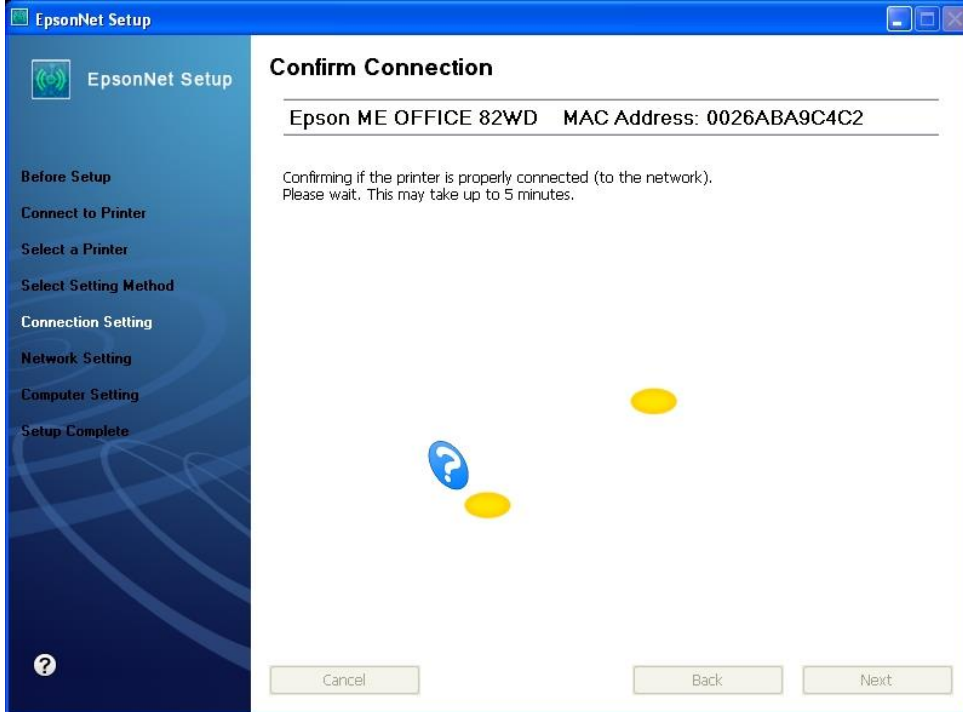 EpsonNet Setup
EpsonNet Setup
Before Setup
Connect to Printer
Select a Printer
Select Setting Method
Connection Setting
Network Setting
Computer Setting
Setup Complete
?
Confirm Connection
Epson ME OFFICE 82WD MAC Address: 0026ABA9C4C2
Confirming if the printer is properly connected (to the network).
Please wait. This may take up to 5 minutes.
?
Cancel
Back
Next